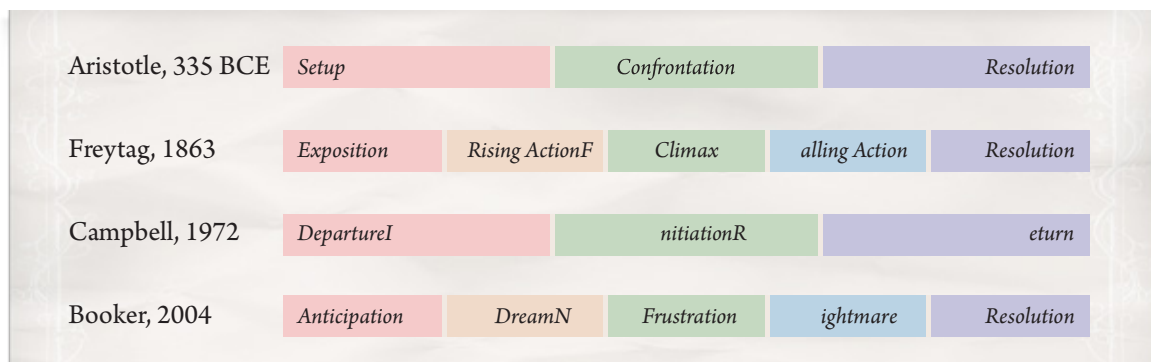 Aristotle, 335 BCE Setup Confrontation Resolution
Freytag, 1863 Exposition Rising ActionF Climax alling Action Resolution
Campbell, 1972 DepartureI nitiationR eturn
Booker, 2004 Anticipation DreamN Frustration ightmare Resolution